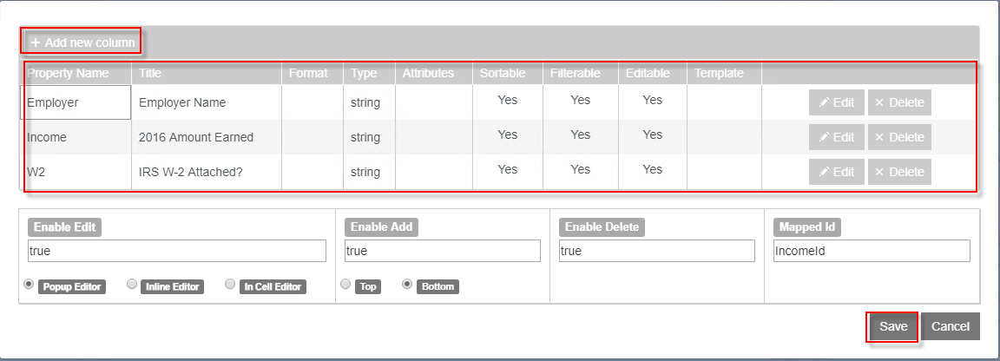 + Add new column
Property Name Title Format Type Attributes Sortable Filterable Editable Template
Employer Employer Name string Yes Yes Yes Edit × Delete
Income 2016 Amount Earned string Yes Yes Yes Edit × Delete
W2 IRS W-2 Attached? string Yes Yes Yes Edit × Delete
Enable Edit Enable Add Enable Delete Mapped Id
true true true IncomeId
Popup Editor Inline Editor In Cell Editor Top Bottom
Save Cancel